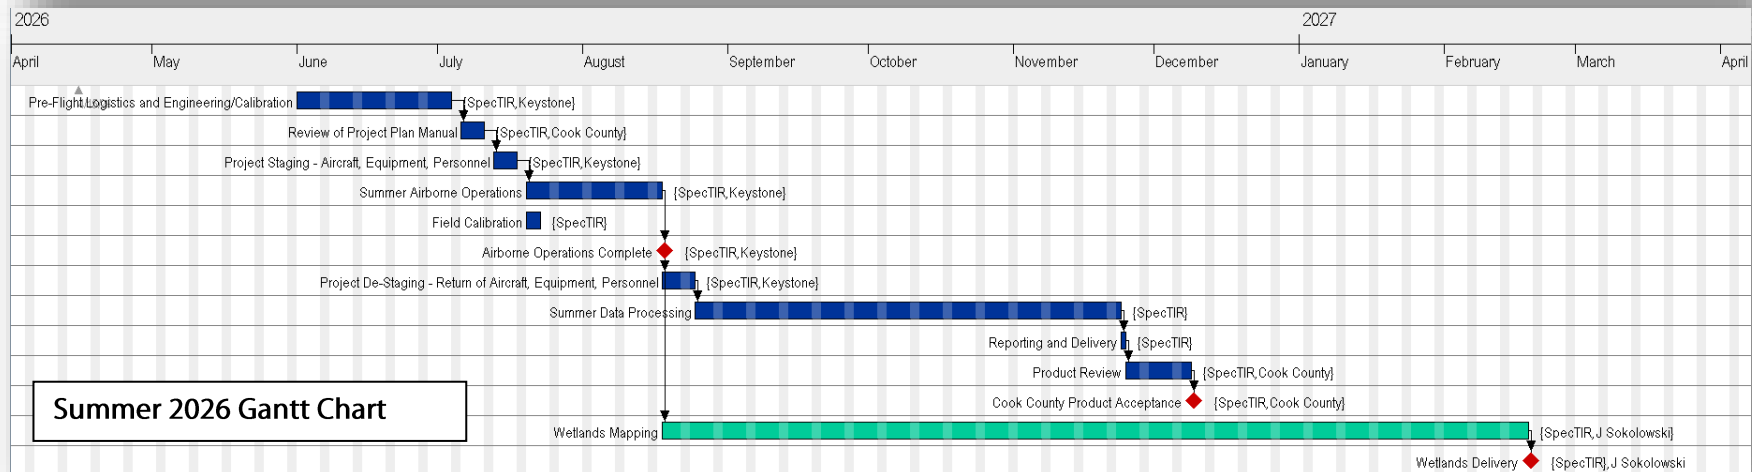 2026 2027
April May June July August September October November December January February March April
Pre-Flight Logistics and Engineering/Calibration {SpecTIR,Keystone}
Review of Project Plan Manual {SpecTIR,Cook County}
Project Staging - Aircraft, Equipment, Personnel {SpecTIR,Keystone}
Summer Airborne Operations {SpecTIR,Keystone}
Field Calibration {SpecTIR}
Airborne Operations Complete {SpecTIR,Keystone}
Project De-Staging - Return of Aircraft, Equipment, Personnel {SpecTIR,Keystone}
Summer Data Processing {SpecTIR}
Reporting and Delivery {SpecTIR}
Product Review {SpecTIR,Cook County}
Cook County Product Acceptance {SpecTIR,Cook County}
Summer 2026 Gantt Chart
Wetlands Mapping {SpecTIR,J Sokolowski}
Wetlands Delivery {SpecTIR},J Sokolowski